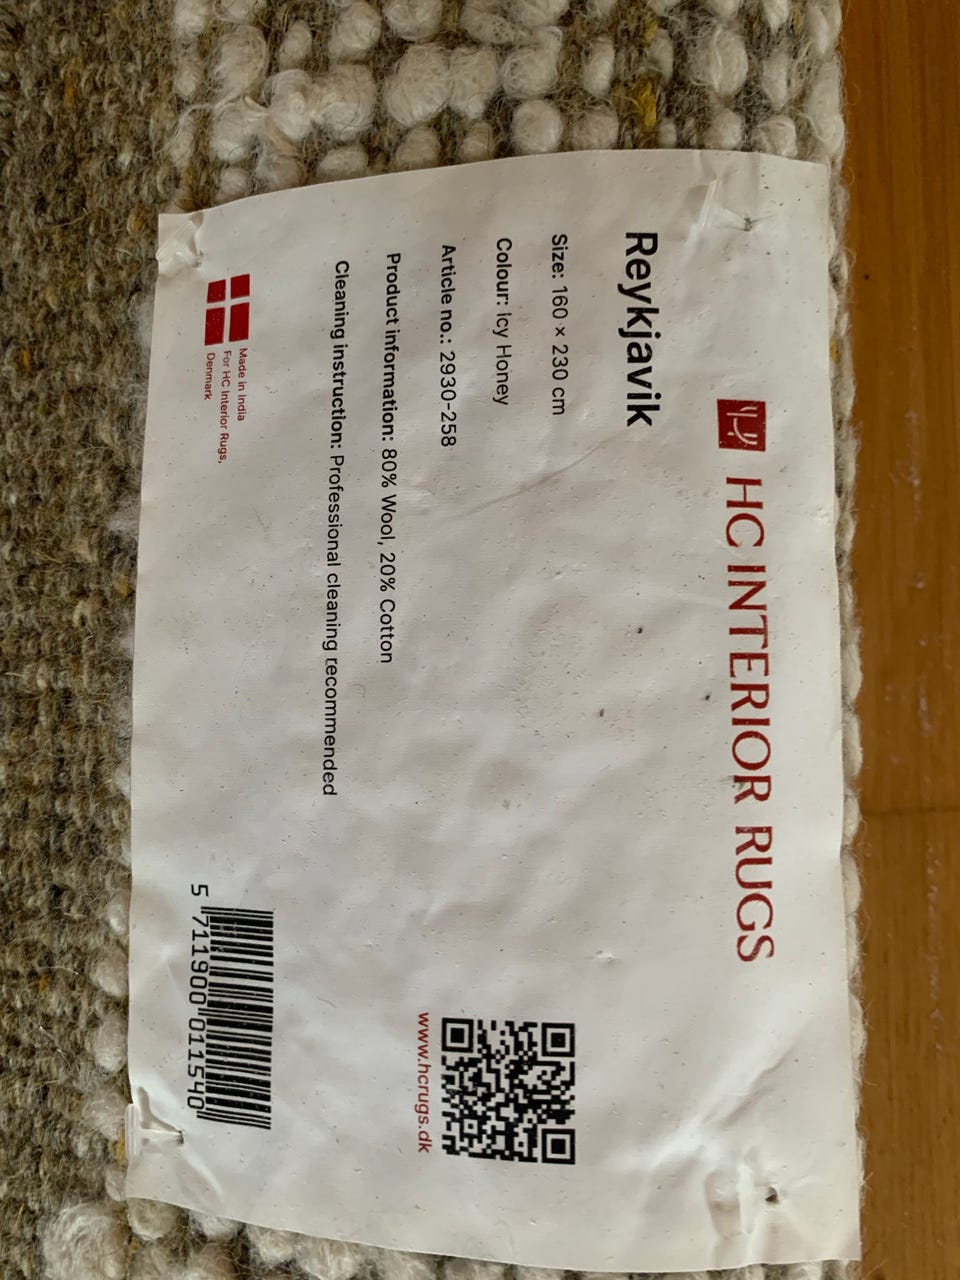 HC INTERIOR RUGS
Reykjavik
Size: 160 × 230 cm
Colour: Icy Honey
Article no.: 2930-258
Product information: 80% Wool, 20% Cotton
Cleaning instruction: Professional cleaning recommended
Made in India
For HC Interior Rugs,
Denmark
www.hcrugs.dk
5 711900 011540